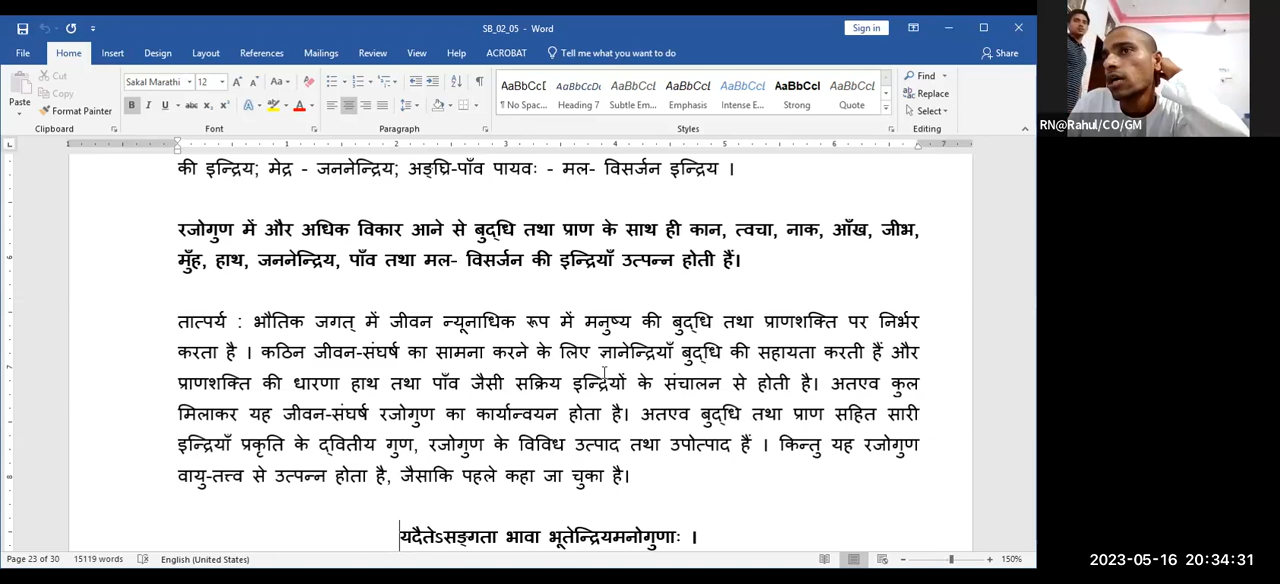 SB_02_05 - Word
Sign in
File Home Insert Design Layout References Mailings Review View Help ACROBAT Tell me what you want to do Share
Paste
Cut
Copy
Format Painter
Clipboard
Sakal Marathi 12
Font
Paragraph
AaBbCcI AaBbCcDc AaBbCcI AaBbCcI AaBbCcI AaBbCcI AaBbCcI
¶ No Spac... Heading 7 Subtle Em... Emphasis Intense E... Strong Quote
Styles
Find
Replace
Select
Editing
RN@Rahul/CO/GM
की इन्द्रिय; मेद्र - जननेन्द्रिय; अङ्घ्रि-पाँव पायवः - मल- विसर्जन इन्द्रिय ।
रजोगुण में और अधिक विकार आने से बुद्धि तथा प्राण के साथ ही कान, त्वचा, नाक, आँख, जीभ,
मुँह, हाथ, जननेन्द्रिय, पाँव तथा मल- विसर्जन की इन्द्रियाँ उत्पन्न होती हैं।
तात्पर्य : भौतिक जगत् में जीवन न्यूनाधिक रूप में मनुष्य की बुद्धि तथा प्राणशक्ति पर निर्भर
करता है । कठिन जीवन-संघर्ष का सामना करने के लिए ज्ञानेन्द्रियाँ बुद्धि की सहायता करती हैं और
प्राणशक्ति की धारणा हाथ तथा पाँव जैसी सक्रिय इन्द्रियों के संचालन से होती है। अतएव कुल
मिलाकर यह जीवन-संघर्ष रजोगुण का कार्यान्वयन होता है। अतएव बुद्धि तथा प्राण सहित सारी
इन्द्रियाँ प्रकृति के द्वितीय गुण, रजोगुण के विविध उत्पाद तथा उपोत्पाद हैं । किन्तु यह रजोगुण
वायु-तत्त्व से उत्पन्न होता है, जैसाकि पहले कहा जा चुका है।
यदैतेऽसङ्गता भावा भूतेन्द्रियमनोगुणाः ।
Page 23 of 30 15119 words English (United States) 150%
2023-05-16 20:34:31